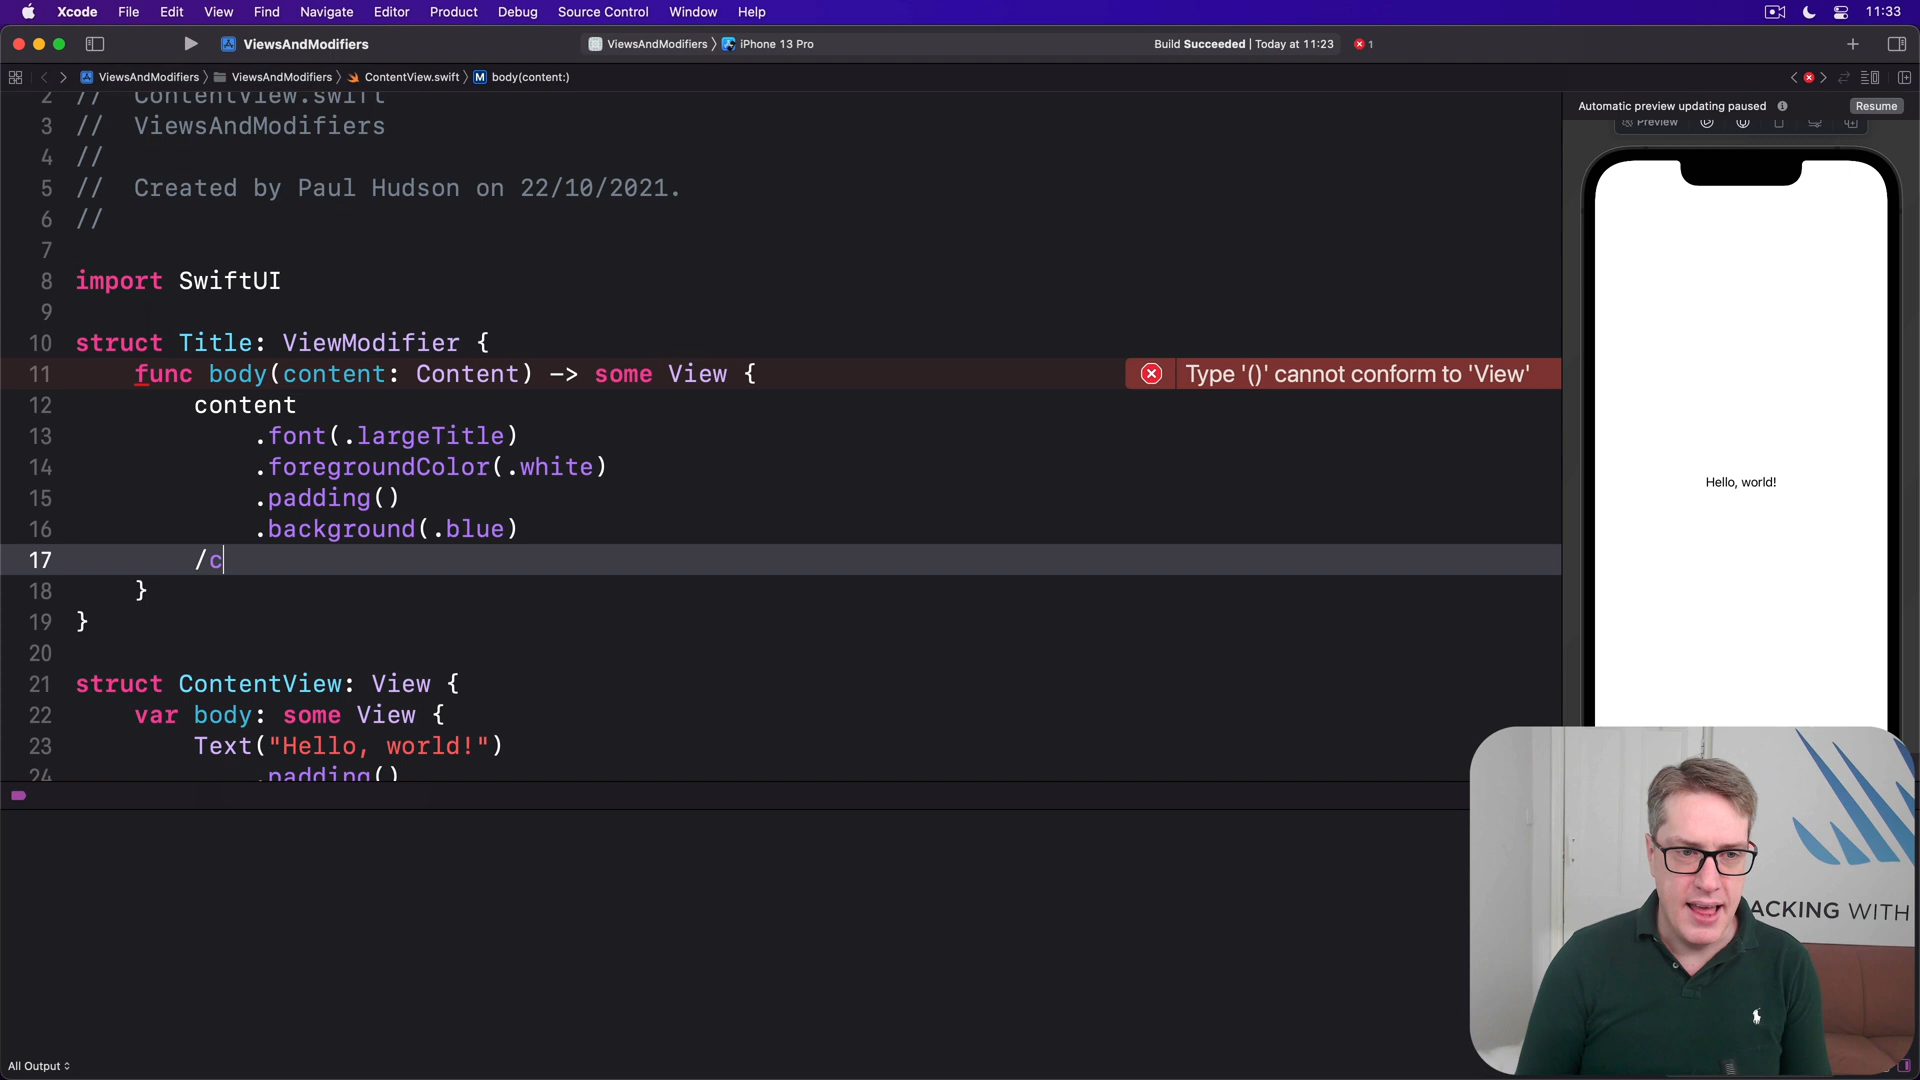 Xcode File Edit View Find Navigate Editor Product Debug Source Control Window Help 11:33
ViewsAndModifiers ViewsAndModifiers 〉 iPhone 13 Pro Build Succeeded | Today at 11:23 1
ViewsAndModifiers 〉 ViewsAndModifiers 〉 ContentView.swift 〉 M body(content:)
Automatic preview updating paused Resume
Preview
2 // ContentView.swift
3 // ViewsAndModifiers
4 //
5 // Created by Paul Hudson on 22/10/2021.
6 //
7
8 import SwiftUI
9
10 struct Title: ViewModifier {
11 func body(content: Content) -> some View { Type '()' cannot conform to 'View'
12 content
13 .font(.largeTitle)
14 .foregroundColor(.white)
15 .padding()
16 .background(.blue)
17 /c
18 }
19 }
20
21 struct ContentView: View {
22 var body: some View {
23 Text("Hello, world!")
24 .padding()
Hello, world!
ACKING WITH
All Output